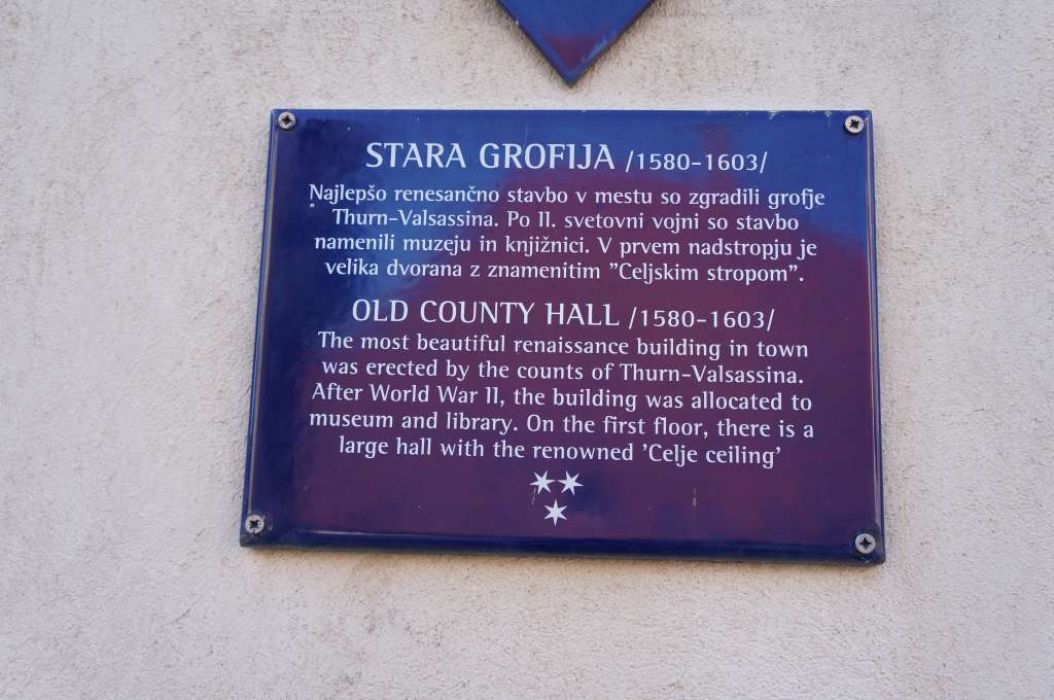 STARA GROFIJA /1580-1603/
Najlepšo renesančno stavbo v mestu so zgradili grofje
Thurn-Valsassina. Po II. svetovni vojni so stavbo
namenili muzeju in knjižnici. V prvem nadstropju je
velika dvorana z znamenitim "Celjskim stropom".
OLD COUNTY HALL /1580-1603/
The most beautiful renaissance building in town
was erected by the counts of Thurn-Valsassina.
After World War II, the building was allocated to
museum and library. On the first floor, there is a
large hall with the renowned 'Celje ceiling'